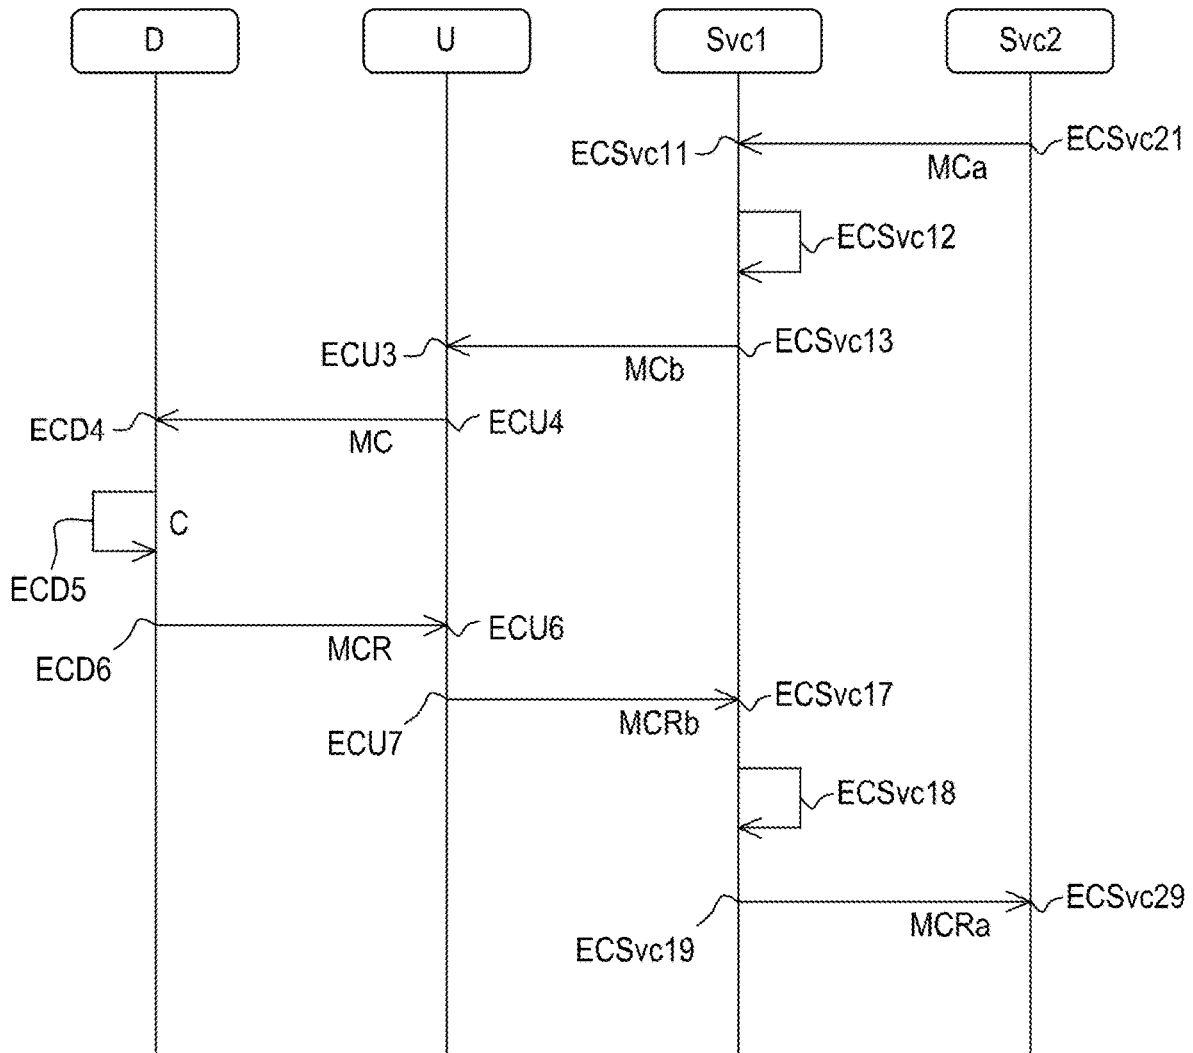 D U Svc1 Svc2
ECSvc11 MCa ECSvc21
ECSvc12
ECU3 MCb ECSvc13
ECD4 MC ECU4
C
ECD5
ECD6 MCR ECU6
ECU7 MCRb ECSvc17
ECSvc18
ECSvc19 MCRa ECSvc29